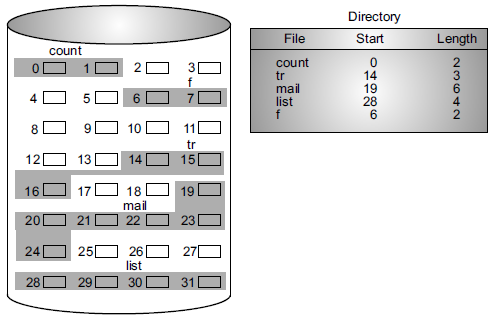 count
0 1 2 3
f
4 5 6 7
8 9 10 11
tr
12 13 14 15
16 17 18 19
mail
20 21 22 23
24 25 26 27
list
28 29 30 31
Directory
File Start Length
count 0 2
tr 14 3
mail 19 6
list 28 4
f 6 2